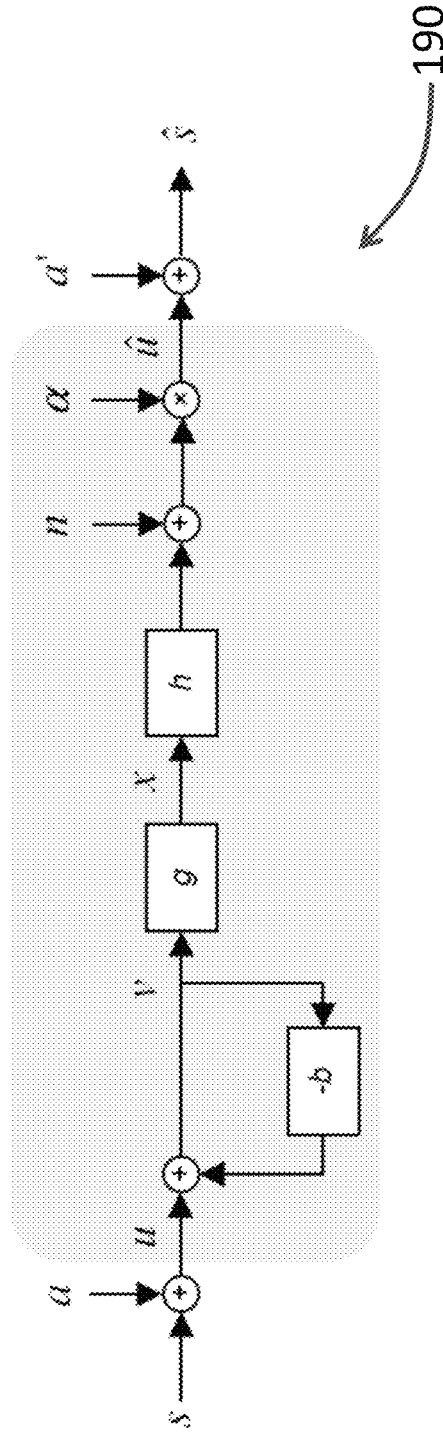 a
n
α
a'
s
u
v
g
x
h
û
ŝ
+
+
+
×
+
-b
190